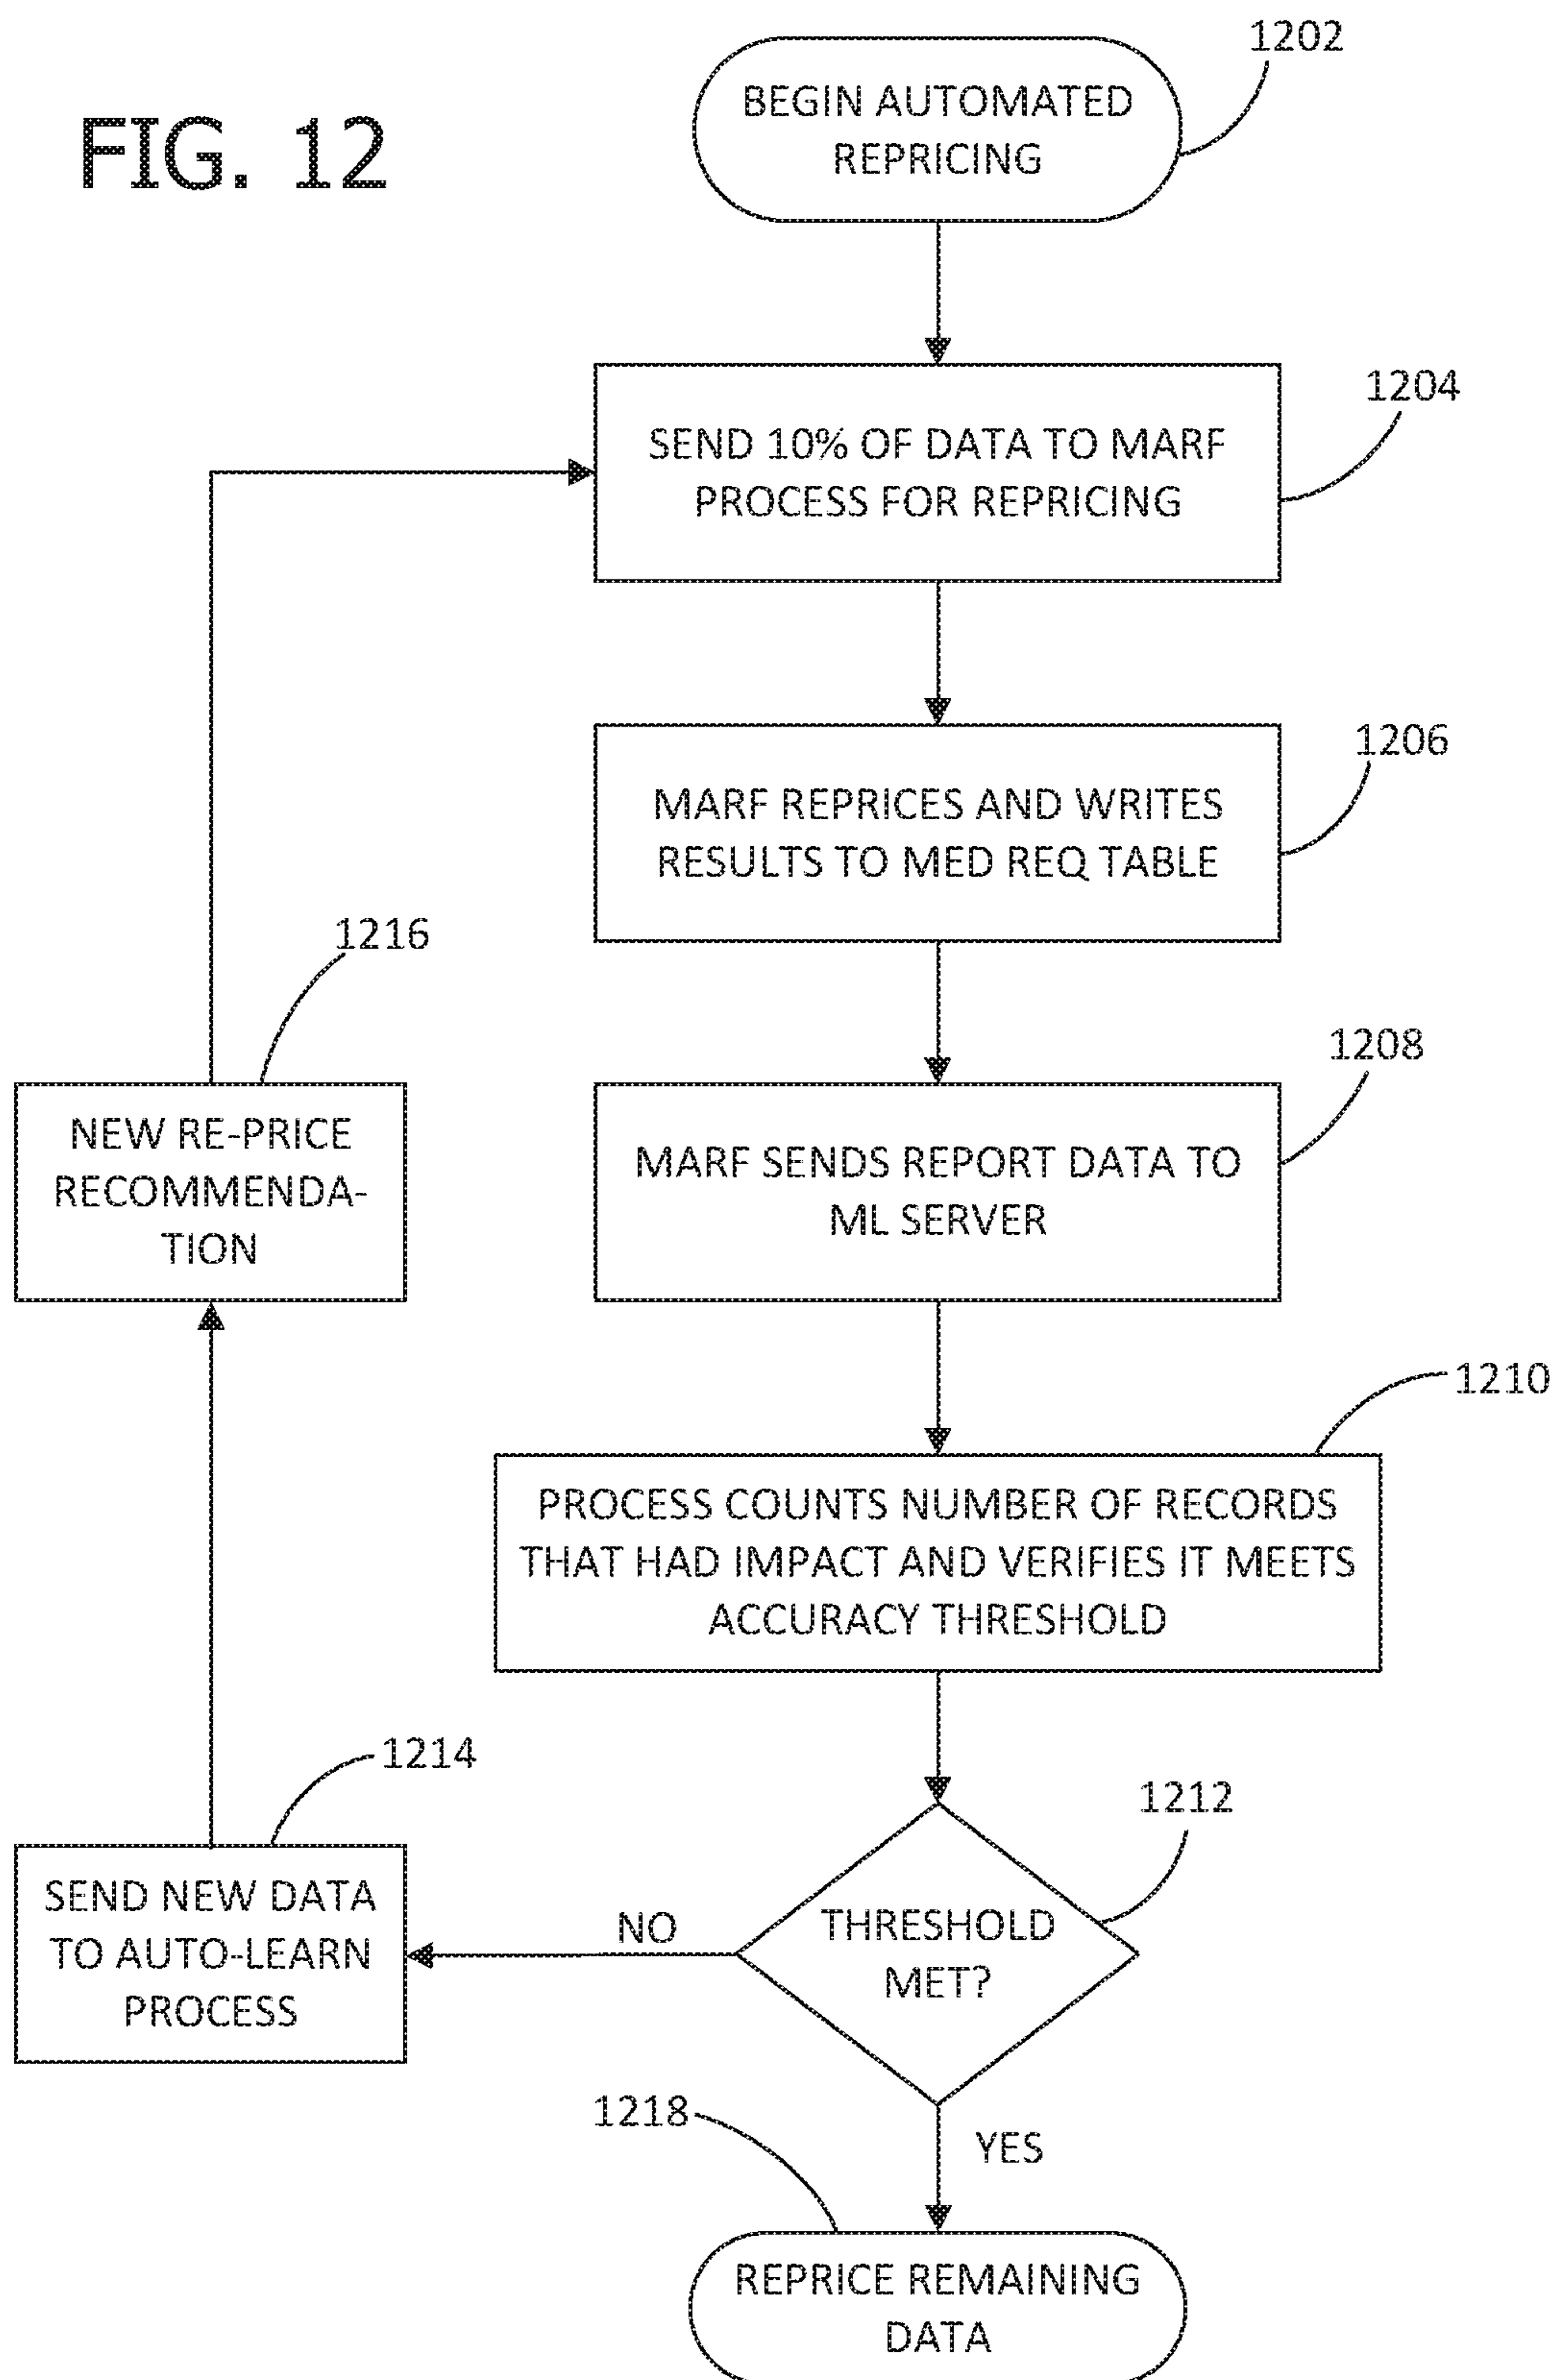 FIG. 12
1202
BEGIN AUTOMATED
REPRICING
1204
SEND 10% OF DATA TO MARF
PROCESS FOR REPRICING
1206
MARF REPRICES AND WRITES
RESULTS TO MED REQ TABLE
1216
NEW RE-PRICE
RECOMMENDA-
TION
1208
MARF SENDS REPORT DATA TO
ML SERVER
1210
PROCESS COUNTS NUMBER OF RECORDS
THAT HAD IMPACT AND VERIFIES IT MEETS
ACCURACY THRESHOLD
1214
SEND NEW DATA
TO AUTO-LEARN
PROCESS
NO
1212
THRESHOLD
MET?
1218
YES
REPRICE REMAINING
DATA